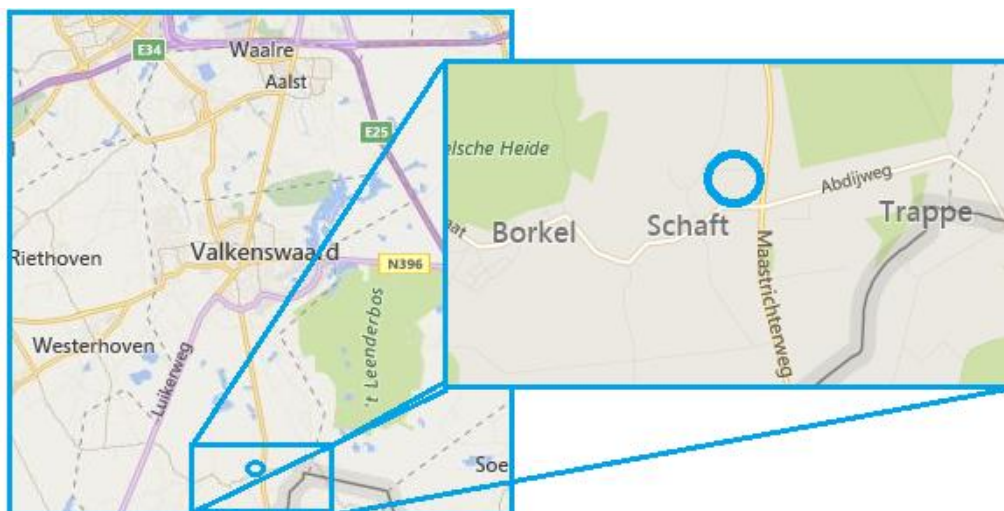 E34
Waalre
Aalst
E25
Valkenswaard
Riethoven
N396
't Leenderbos
Westerhoven
Luikerweg
Soe
elsche Heide
Abdijweg
Borkel
Schaft
Trappe
aat
Maastrichterweg